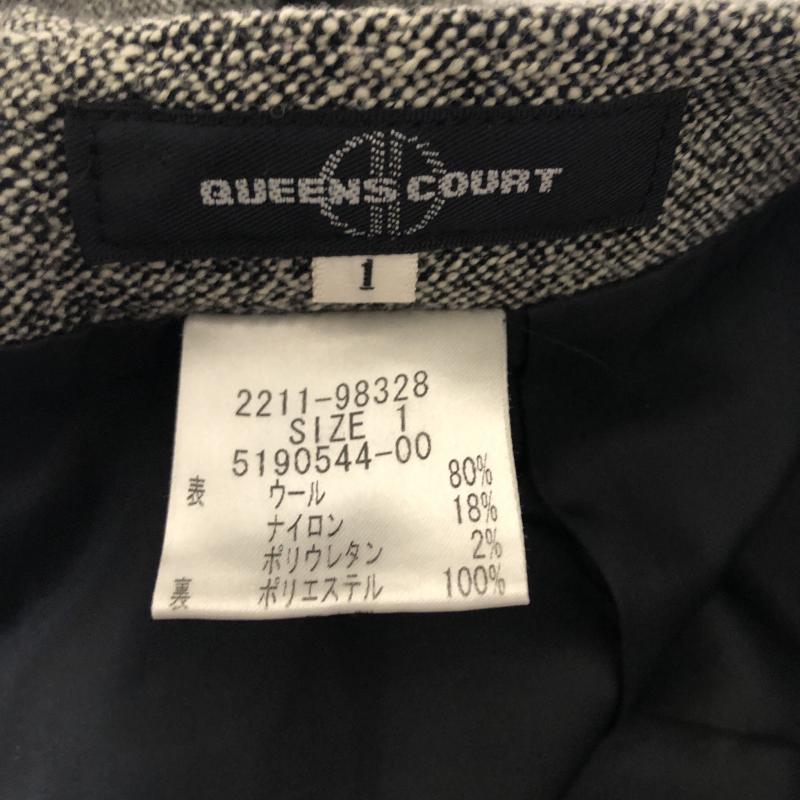 QUEENS COURT
1
2211-98328
SIZE 1
5190544-00
表 ウール 80%
ナイロン 18%
ポリウレタン 2%
裏 ポリエステル 100%